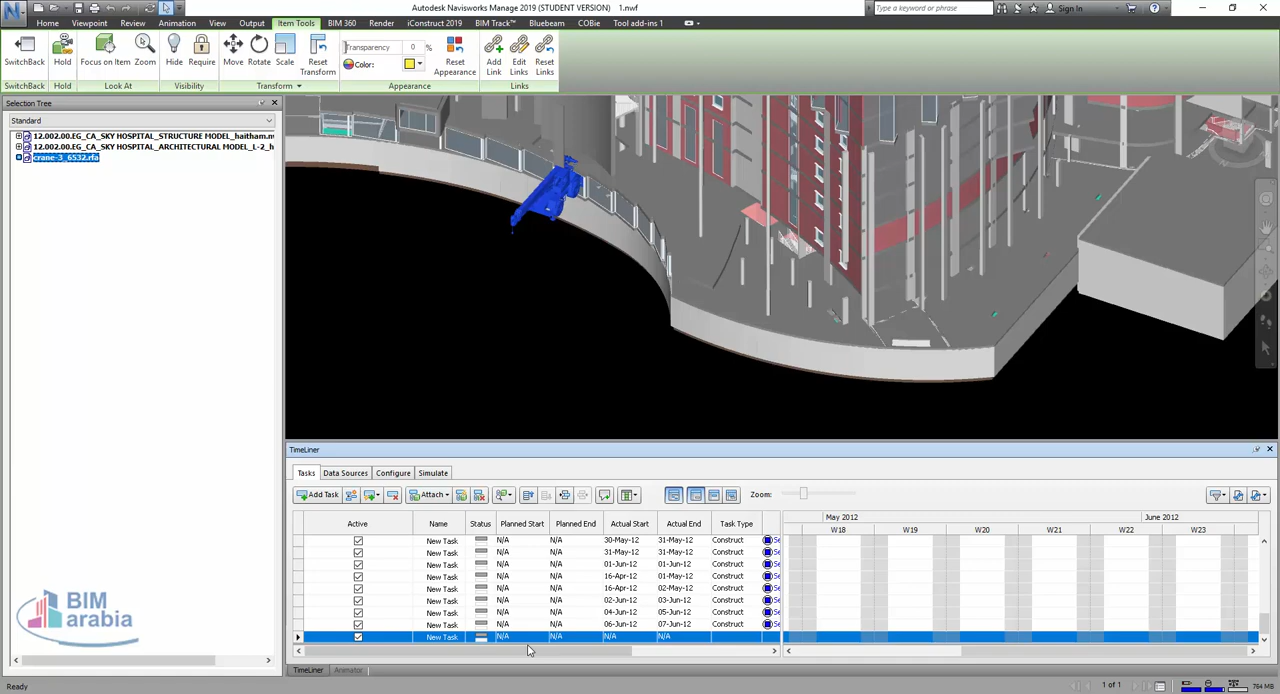 Autodesk Navisworks Manage 2019 (STUDENT VERSION) 1.nwf
Type a keyword or phrase
Sign In
Home Viewpoint Review Animation View Output Item Tools BIM 360 Render iConstruct 2019 BIM Track™ Bluebeam COBie Tool add-ins 1
SwitchBack Hold Focus on Item Zoom Hide Require Move Rotate Scale Reset Transform Transparency 0 % Color: Reset Appearance Add Link Edit Links Reset Links
SwitchBack Hold Look At Visibility Transform Appearance Links
Selection Tree
Standard
12.002.00.EG_CA_SKY HOSPITAL_STRUCTURE MODEL_haitham.m
12.002.00.EG_CA_SKY HOSPITAL_ARCHITECTURAL MODEL_L-2_h
crane-3_6532.rfa
TimeLiner
Tasks Data Sources Configure Simulate
Add Task Attach Zoom:
Active Name Status Planned Start Planned End Actual Start Actual End Task Type
May 2012 June 2012
W18 W19 W20 W21 W22 W23
New Task N/A N/A 30-May-12 31-May-12 Construct Se
New Task N/A N/A 31-May-12 31-May-12 Construct Se
New Task N/A N/A 01-Jun-12 01-Jun-12 Construct Se
New Task N/A N/A 16-Apr-12 01-May-12 Construct Se
New Task N/A N/A 16-Apr-12 02-May-12 Construct Se
New Task N/A N/A 02-Jun-12 03-Jun-12 Construct Se
New Task N/A N/A 04-Jun-12 05-Jun-12 Construct Se
New Task N/A N/A 06-Jun-12 07-Jun-12 Construct Se
New Task N/A N/A N/A N/A
BIM
arabia
TimeLiner Animator
Ready
1 of 1
764 MB